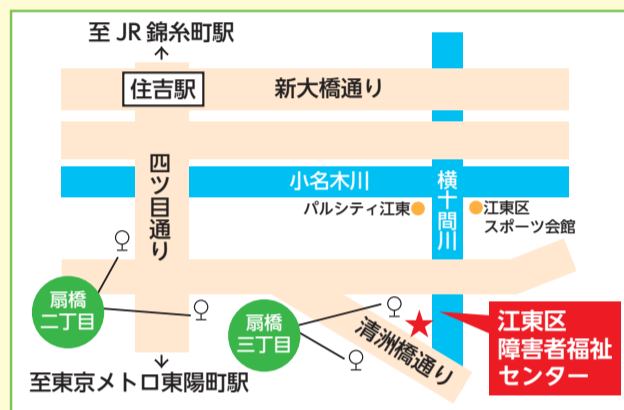 至 JR 錦糸町駅
住吉駅
新大橋通り
四ツ目通り
小名木川
横十間川
パルシティ江東
江東区
スポーツ会館
扇橋
二丁目
扇橋
三丁目
清洲橋通り
江東区
障害者福祉
センター
至東京メトロ東陽町駅